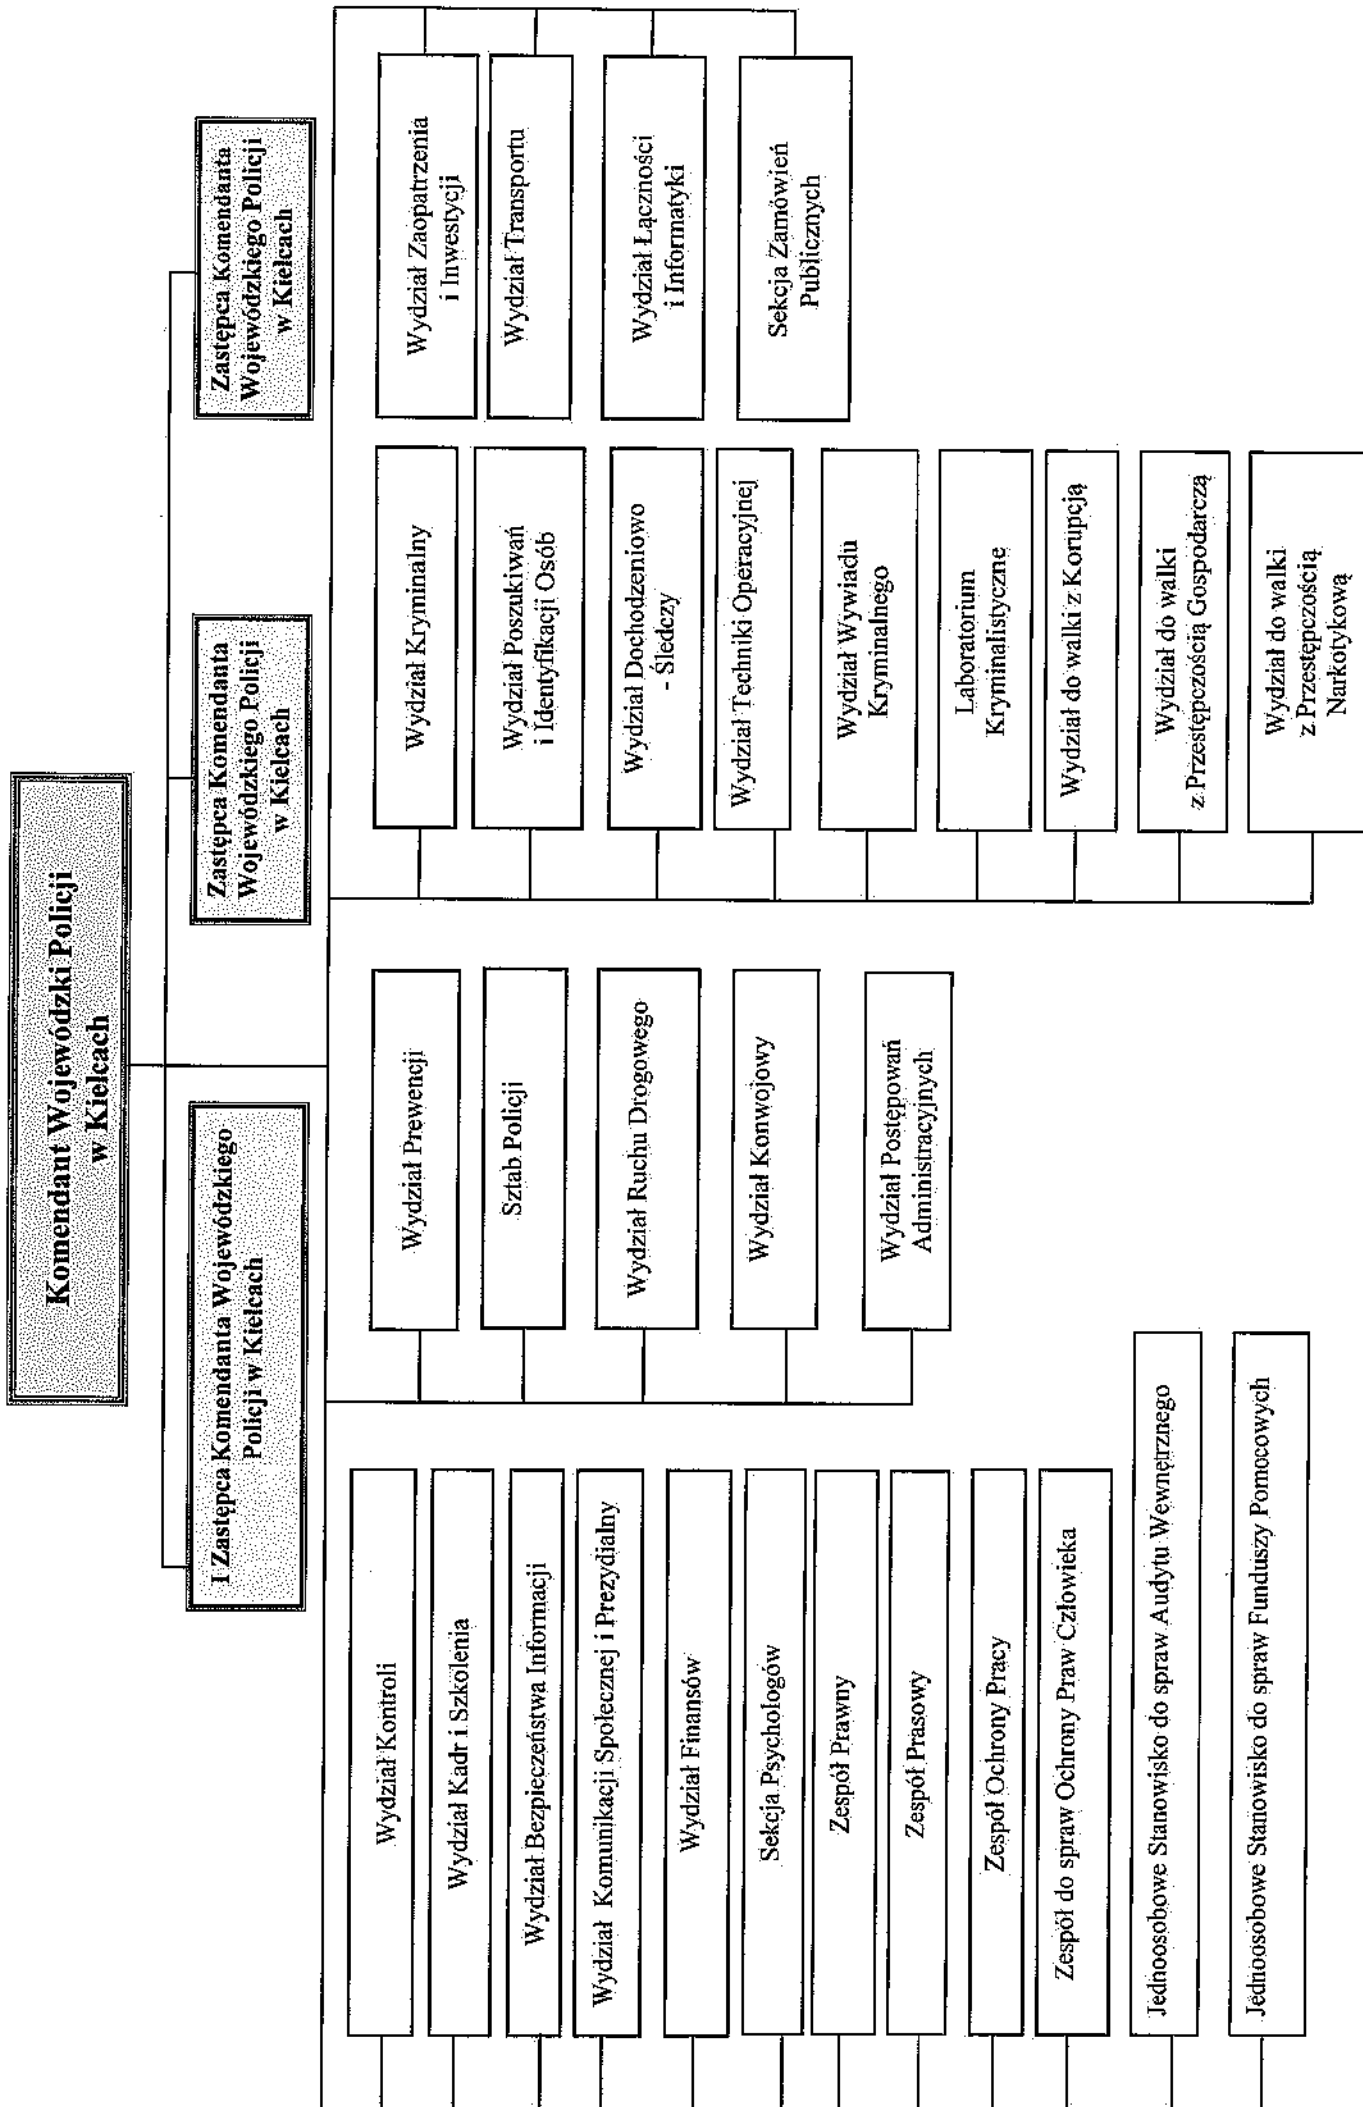 Komendant Wojewódzki Policji
w Kielcach
I Zastępca Komendanta Wojewódzkiego
Policji w Kielcach
Zastępca Komendanta
Wojewódzkiego Policji
w Kielcach
Zastępca Komendanta
Wojewódzkiego Policji
w Kielcach
Wydział Kontroli
Wydział Kadr i Szkolenia
Wydział Bezpieczeństwa Informacji
Wydział Komunikacji Społecznej i Prezydialny
Wydział Finansów
Sekcja Psychologów
Zespół Prawny
Zespół Prasowy
Zespół Ochrony Pracy
Zespół do spraw Ochrony Praw Człowieka
Jednoosobowe Stanowisko do spraw Audytu Wewnętrznego
Jednoosobowe Stanowisko do spraw Funduszy Pomocowych
Wydział Prewencji
Sztab Policji
Wydział Ruchu Drogowego
Wydział Konwojowy
Wydział Postępowań
Administracyjnych
Wydział Kryminalny
Wydział Poszukiwań
i Identyfikacji Osób
Wydział Dochodzeniowo
- Śledczy
Wydział Techniki Operacyjnej
Wydział Wywiadu
Kryminalnego
Laboratorium
Kryminalistyczne
Wydział do walki z Korupcją
Wydział do walki
z Przestępczością Gospodarczą
Wydział do walki
z Przestępczością
Narkotykową
Wydział Zaopatrzenia
i Inwestycji
Wydział Transportu
Wydział Łączności
i Informatyki
Sekcja Zamówień
Publicznych